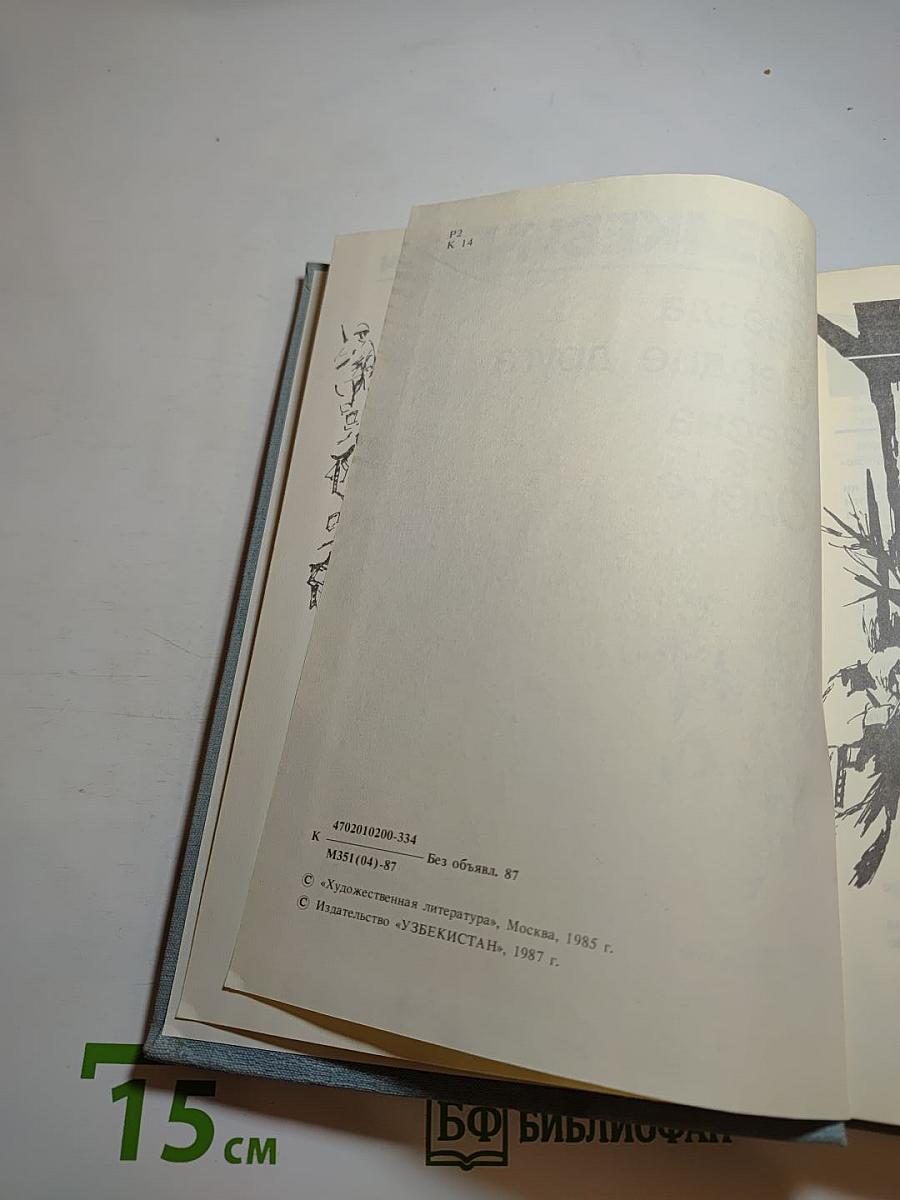 Р2
К 14
4702010200-334
К ———— Без объявл. 87
М351(04)-87
© «Художественная литература», Москва, 1985 г.
© Издательство «УЗБЕКИСТАН», 1987 г.
15 см
БФ БИБЛИОФАН